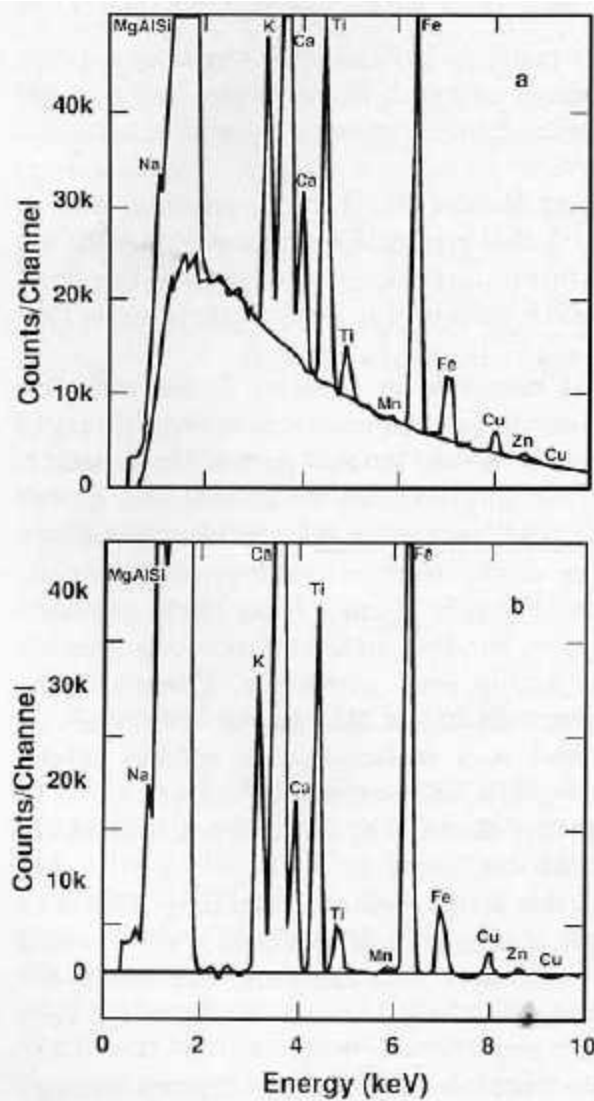 MgAlSi K Ca Ti Fe
a
40k
Na
30k
Ca
20k
Ti
Fe
10k
Mn
Cu
Zn Cu
0
Counts/Channel
MgAlSi Ca Fe
40k
Ti b
K
30k
Na
Ca
20k
10k
Ti
Fe
Cu
Mn Zn Cu
0
Counts/Channel
0 2 4 6 8 10
Energy (keV)